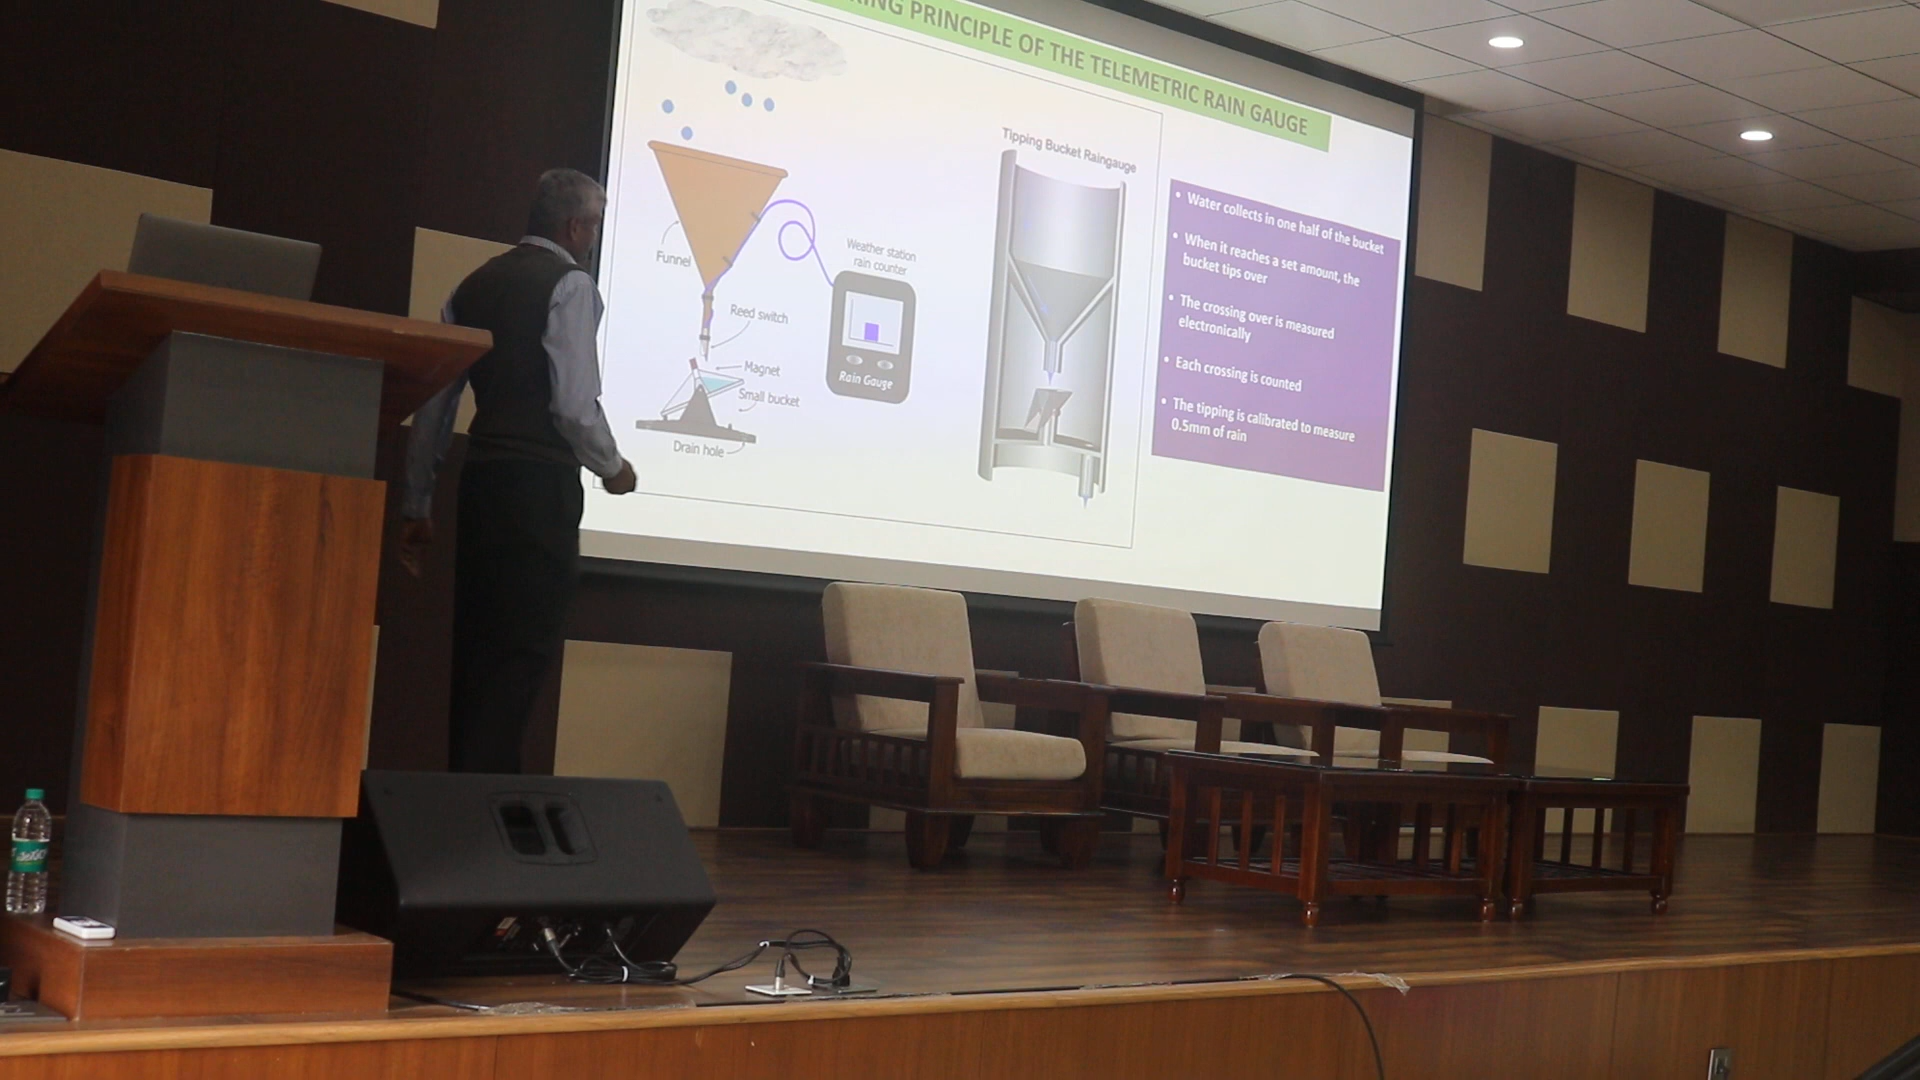 KING PRINCIPLE OF THE TELEMETRIC RAIN GAUGE
Tipping Bucket Raingauge
Funnel
Weather station
rain counter
Reed switch
Magnet
Small bucket
Rain Gauge
Drain hole
• Water collects in one half of the bucket
• When it reaches a set amount, the
bucket tips over
• The crossing over is measured
electronically
• Each crossing is counted
• The tipping is calibrated to measure
0.5mm of rain